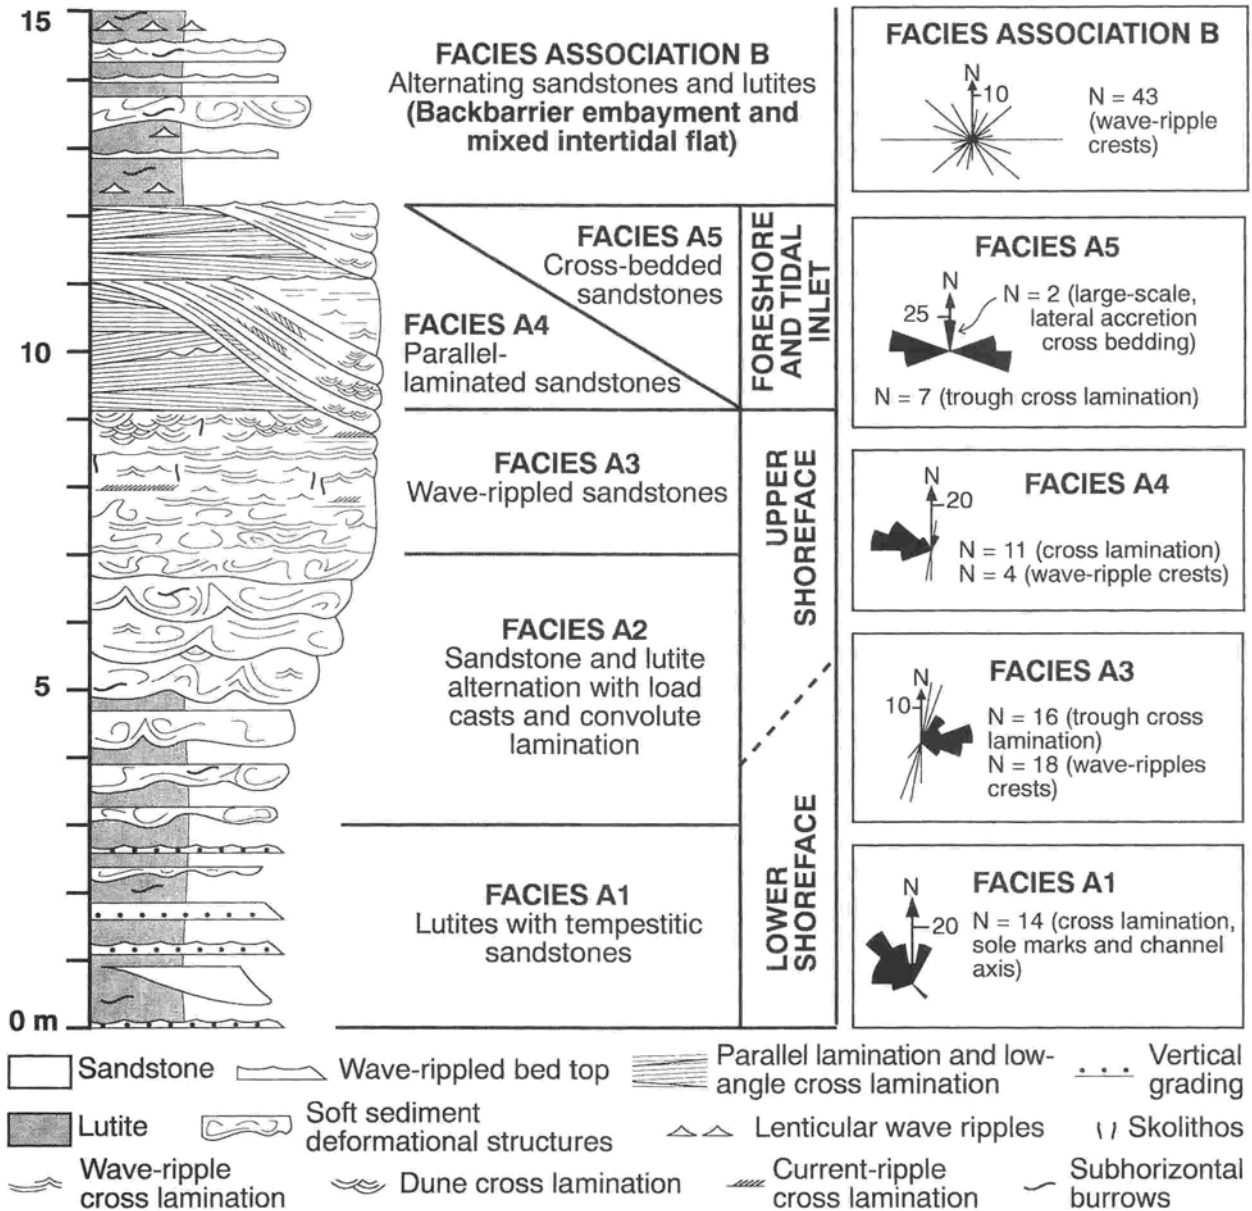 15
10
5
0 m
FACIES ASSOCIATION B
Alternating sandstones and lutites
(Backbarrier embayment and
mixed intertidal flat)
FACIES A5
Cross-bedded
sandstones
FACIES A4
Parallel-
laminated sandstones
FORESHORE
AND TIDAL
INLET
FACIES A3
Wave-rippled sandstones
UPPER
SHOREFACE
FACIES A2
Sandstone and lutite
alternation with load
casts and convolute
lamination
FACIES A1
Lutites with tempestitic
sandstones
LOWER
SHOREFACE
FACIES ASSOCIATION B
N
10
N = 43
(wave-ripple
crests)
FACIES A5
N
25
N = 2 (large-scale,
lateral accretion
cross bedding)
N = 7 (trough cross lamination)
FACIES A4
N
20
N = 11 (cross lamination)
N = 4 (wave-ripple crests)
FACIES A3
N
10
N = 16 (trough cross
lamination)
N = 18 (wave-ripples
crests)
FACIES A1
N
20
N = 14 (cross lamination,
sole marks and channel
axis)
Sandstone
Wave-rippled bed top
Parallel lamination and low-
angle cross lamination
Vertical
grading
Lutite
Soft sediment
deformational structures
Lenticular wave ripples
Skolithos
Wave-ripple
cross lamination
Dune cross lamination
Current-ripple
cross lamination
Subhorizontal
burrows